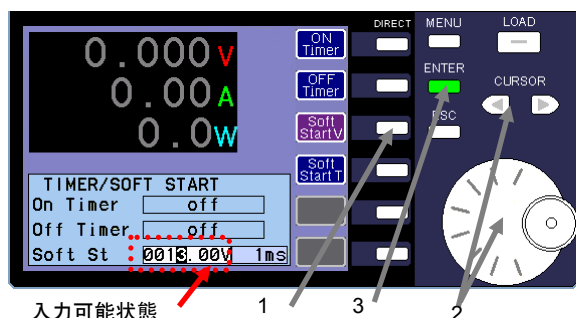 DIRECT MENU LOAD
0.000V
0.00A
0.0W
ON
Timer
OFF
Timer
Soft
StartV
Soft
Start T
ENTER
CURSOR
ESC
TIMER/SOFT START
On Timer off
Off Timer off
Soft St 0013.00V 1ms
入力可能状態 1 3 2